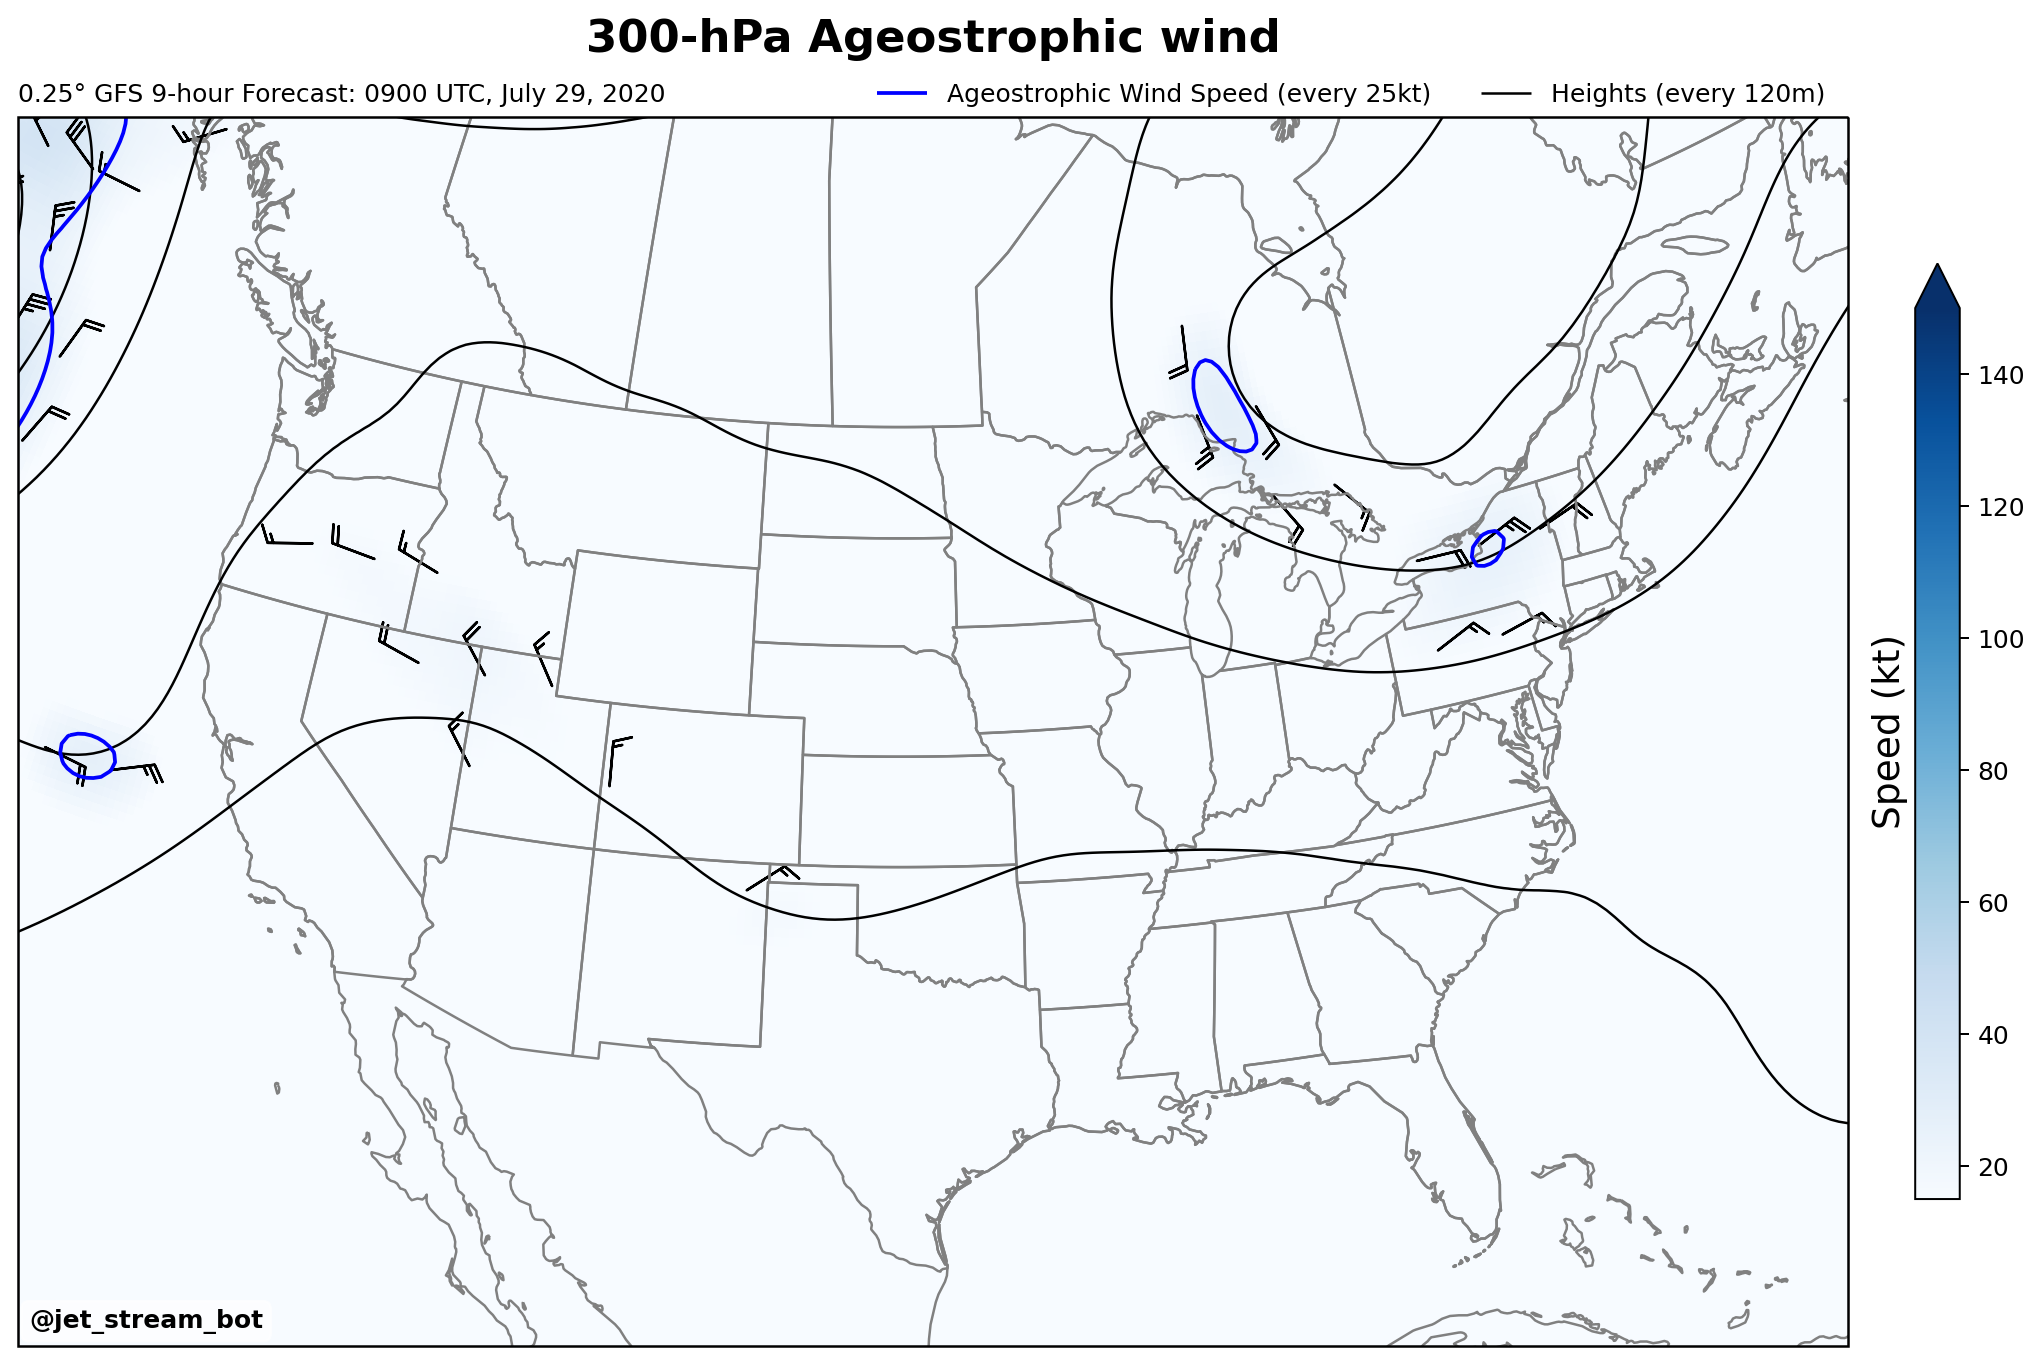 300-hPa Ageostrophic wind
0.25° GFS 9-hour Forecast: 0900 UTC, July 29, 2020
Ageostrophic Wind Speed (every 25kt)
Heights (every 120m)
140
120
100
80
60
40
20
Speed (kt)
@jet_stream_bot